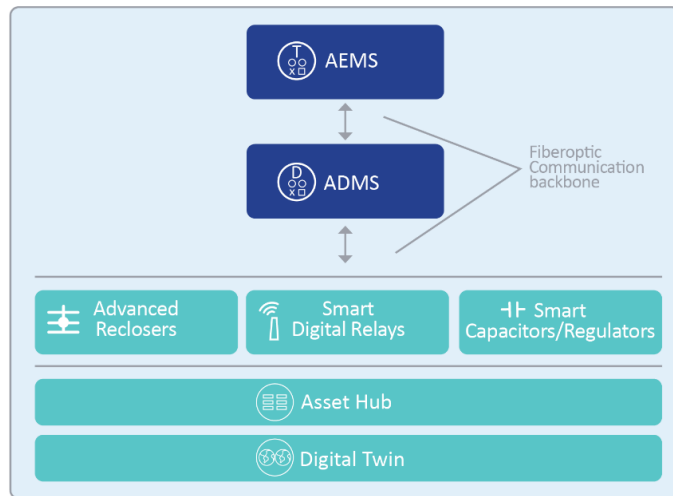 T
AEMS
D
ADMS
Fiberoptic
Communication
backbone
Advanced
Reclosers
Smart
Digital Relays
Smart
Capacitors/Regulators
Asset Hub
Digital Twin